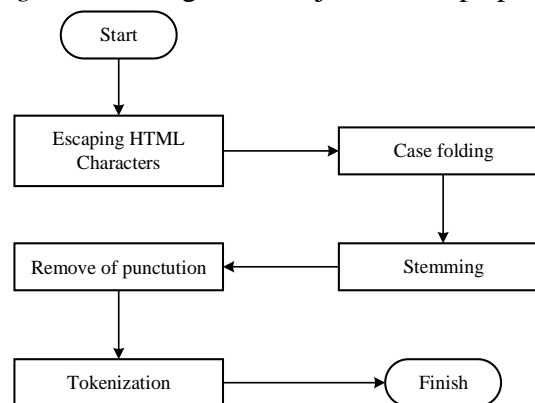 Start
Escaping HTML
Characters
Case folding
Stemming
Remove of punctution
Tokenization
Finish